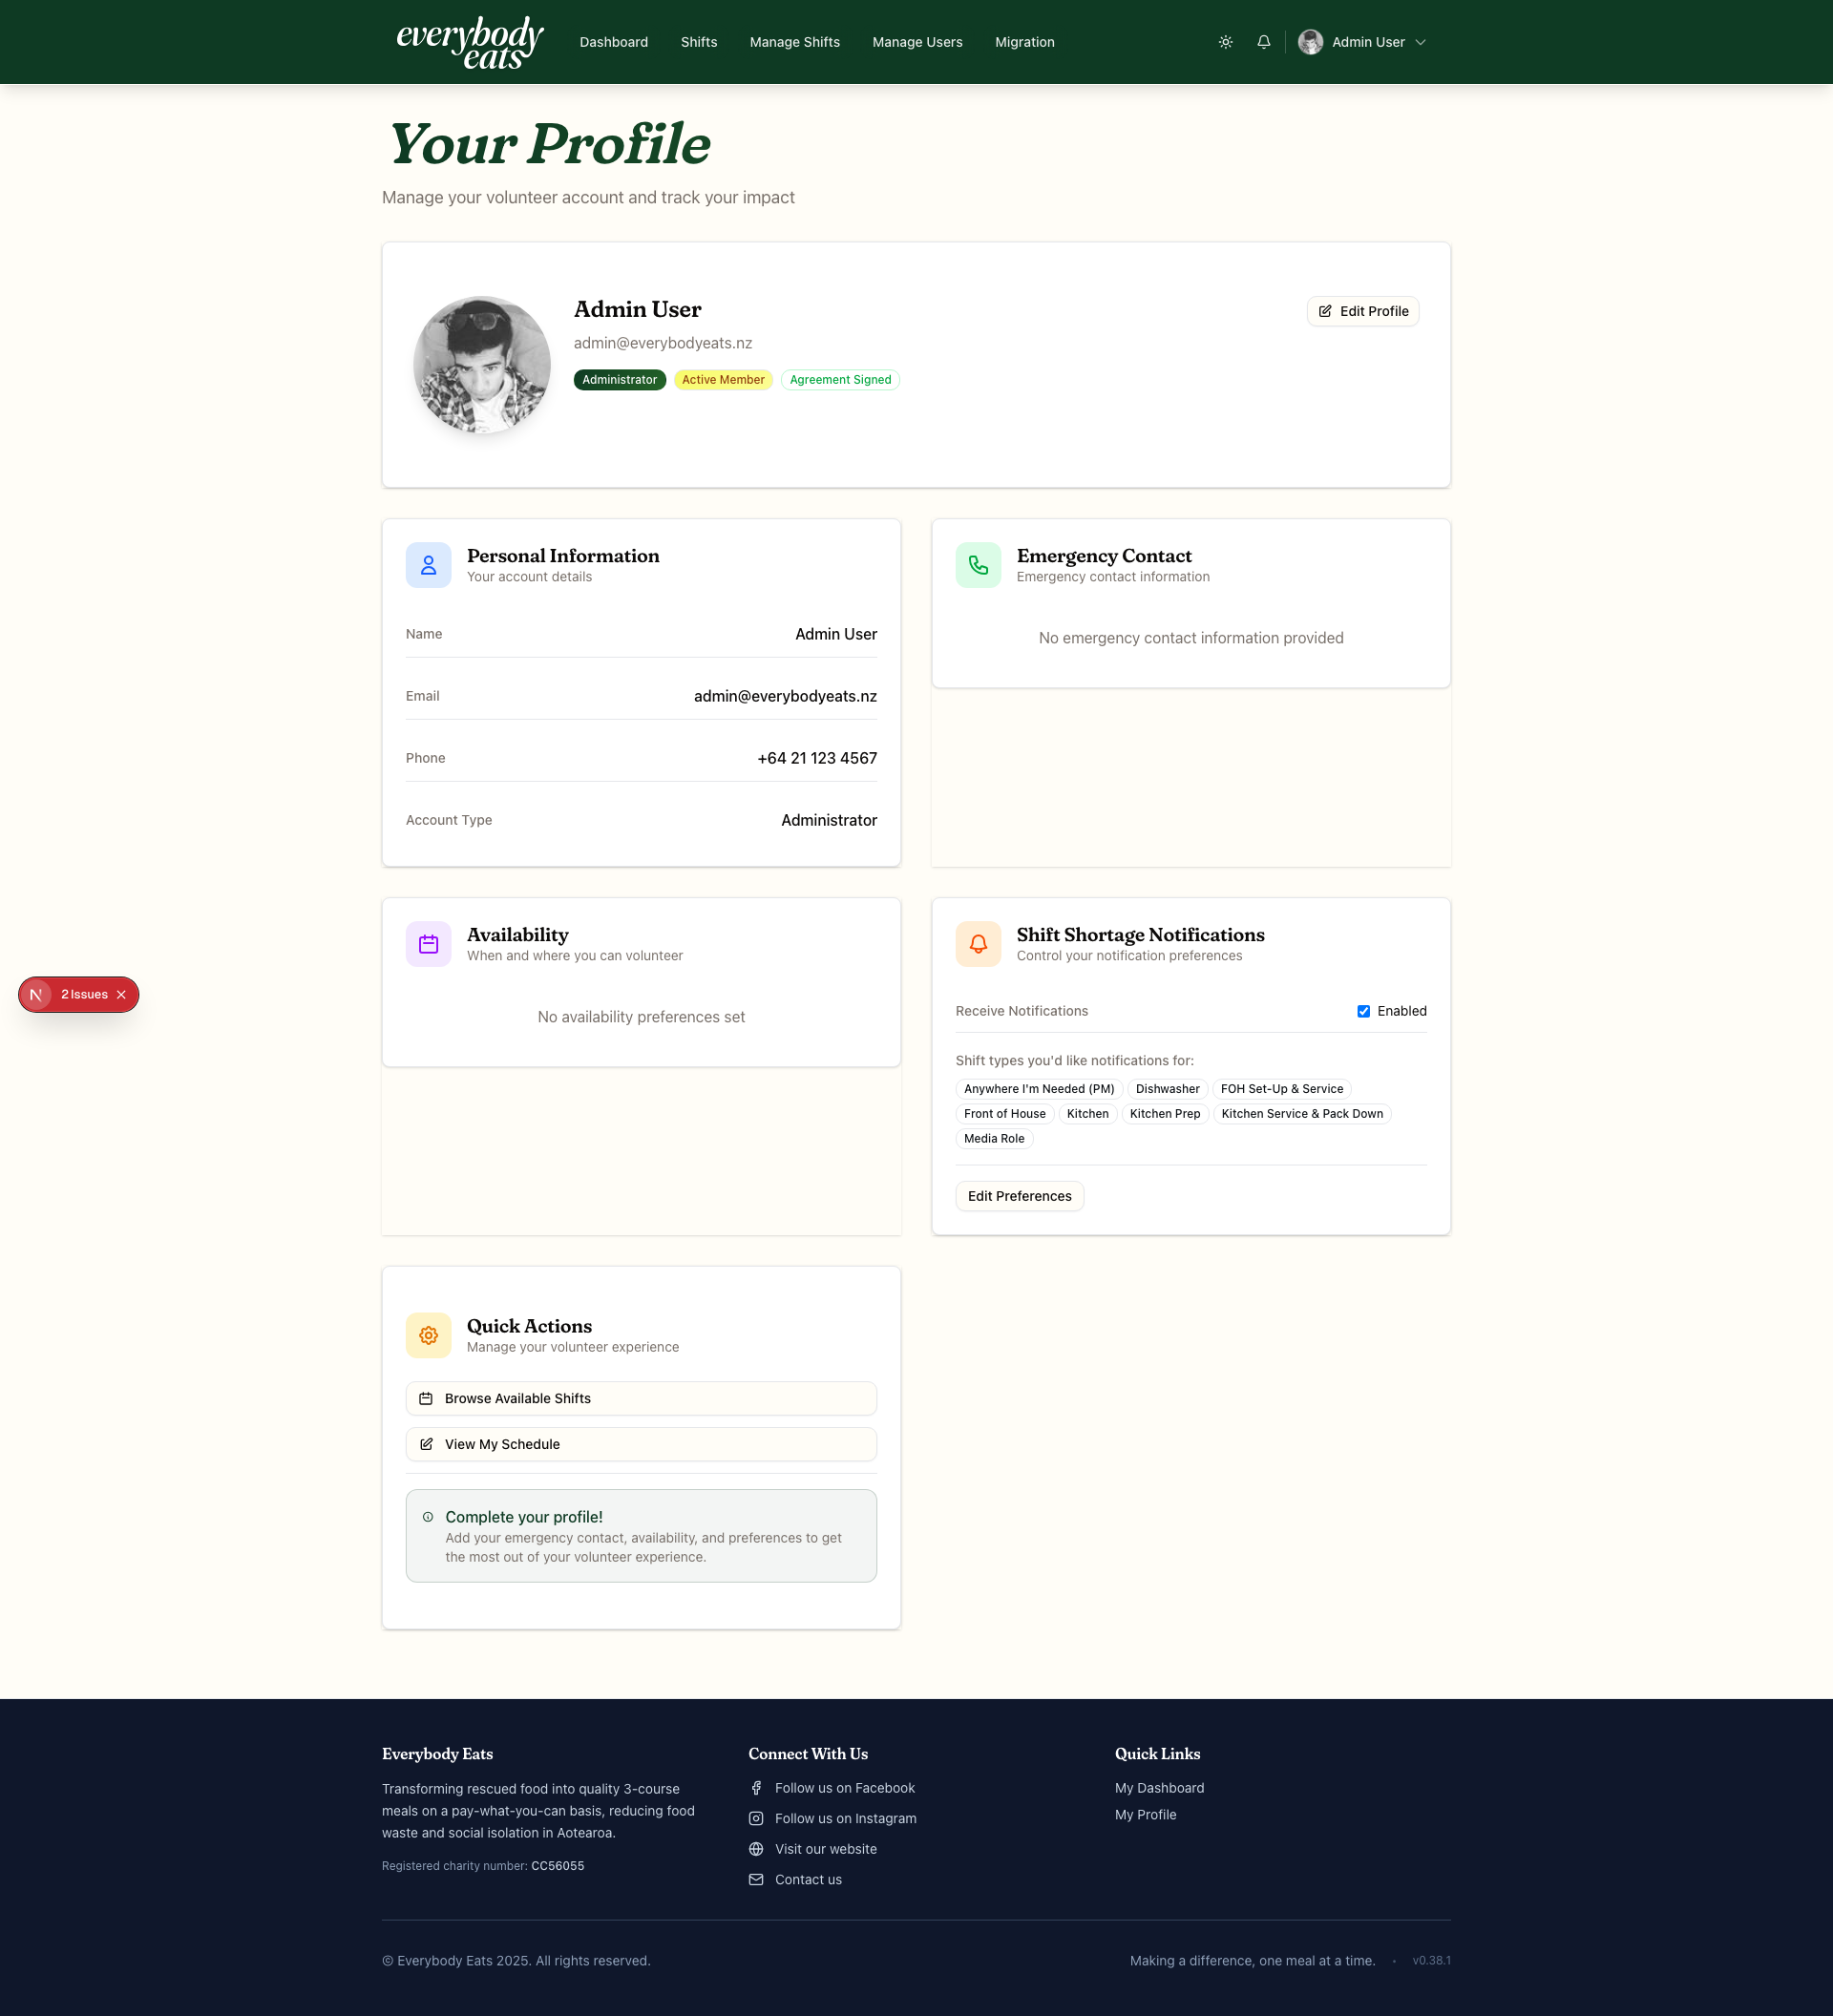 everybody
eats
Dashboard
Shifts
Manage Shifts
Manage Users
Migration
Admin User
Your Profile
Manage your volunteer account and track your impact
Admin User
admin@everybodyeats.nz
Administrator
Active Member
Agreement Signed
Edit Profile
Personal Information
Your account details
Name
Admin User
Email
admin@everybodyeats.nz
Phone
+64 21 123 4567
Account Type
Administrator
Emergency Contact
Emergency contact information
No emergency contact information provided
Availability
When and where you can volunteer
No availability preferences set
Shift Shortage Notifications
Control your notification preferences
Receive Notifications
Enabled
Shift types you'd like notifications for:
Anywhere I'm Needed (PM)
Dishwasher
FOH Set-Up & Service
Front of House
Kitchen
Kitchen Prep
Kitchen Service & Pack Down
Media Role
Edit Preferences
N
2 Issues
Quick Actions
Manage your volunteer experience
Browse Available Shifts
View My Schedule
Complete your profile!
Add your emergency contact, availability, and preferences to get
the most out of your volunteer experience.
Everybody Eats
Transforming rescued food into quality 3-course
meals on a pay-what-you-can basis, reducing food
waste and social isolation in Aotearoa.
Registered charity number: CC56055
Connect With Us
Follow us on Facebook
Follow us on Instagram
Visit our website
Contact us
Quick Links
My Dashboard
My Profile
© Everybody Eats 2025. All rights reserved.
Making a difference, one meal at a time. • v0.38.1